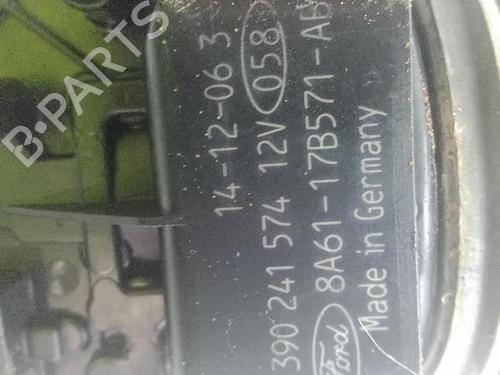 14-12-06 3
390 241 574 12V 058
Ford 8A61-17B571-AB
Made in Germany
B-PARTS